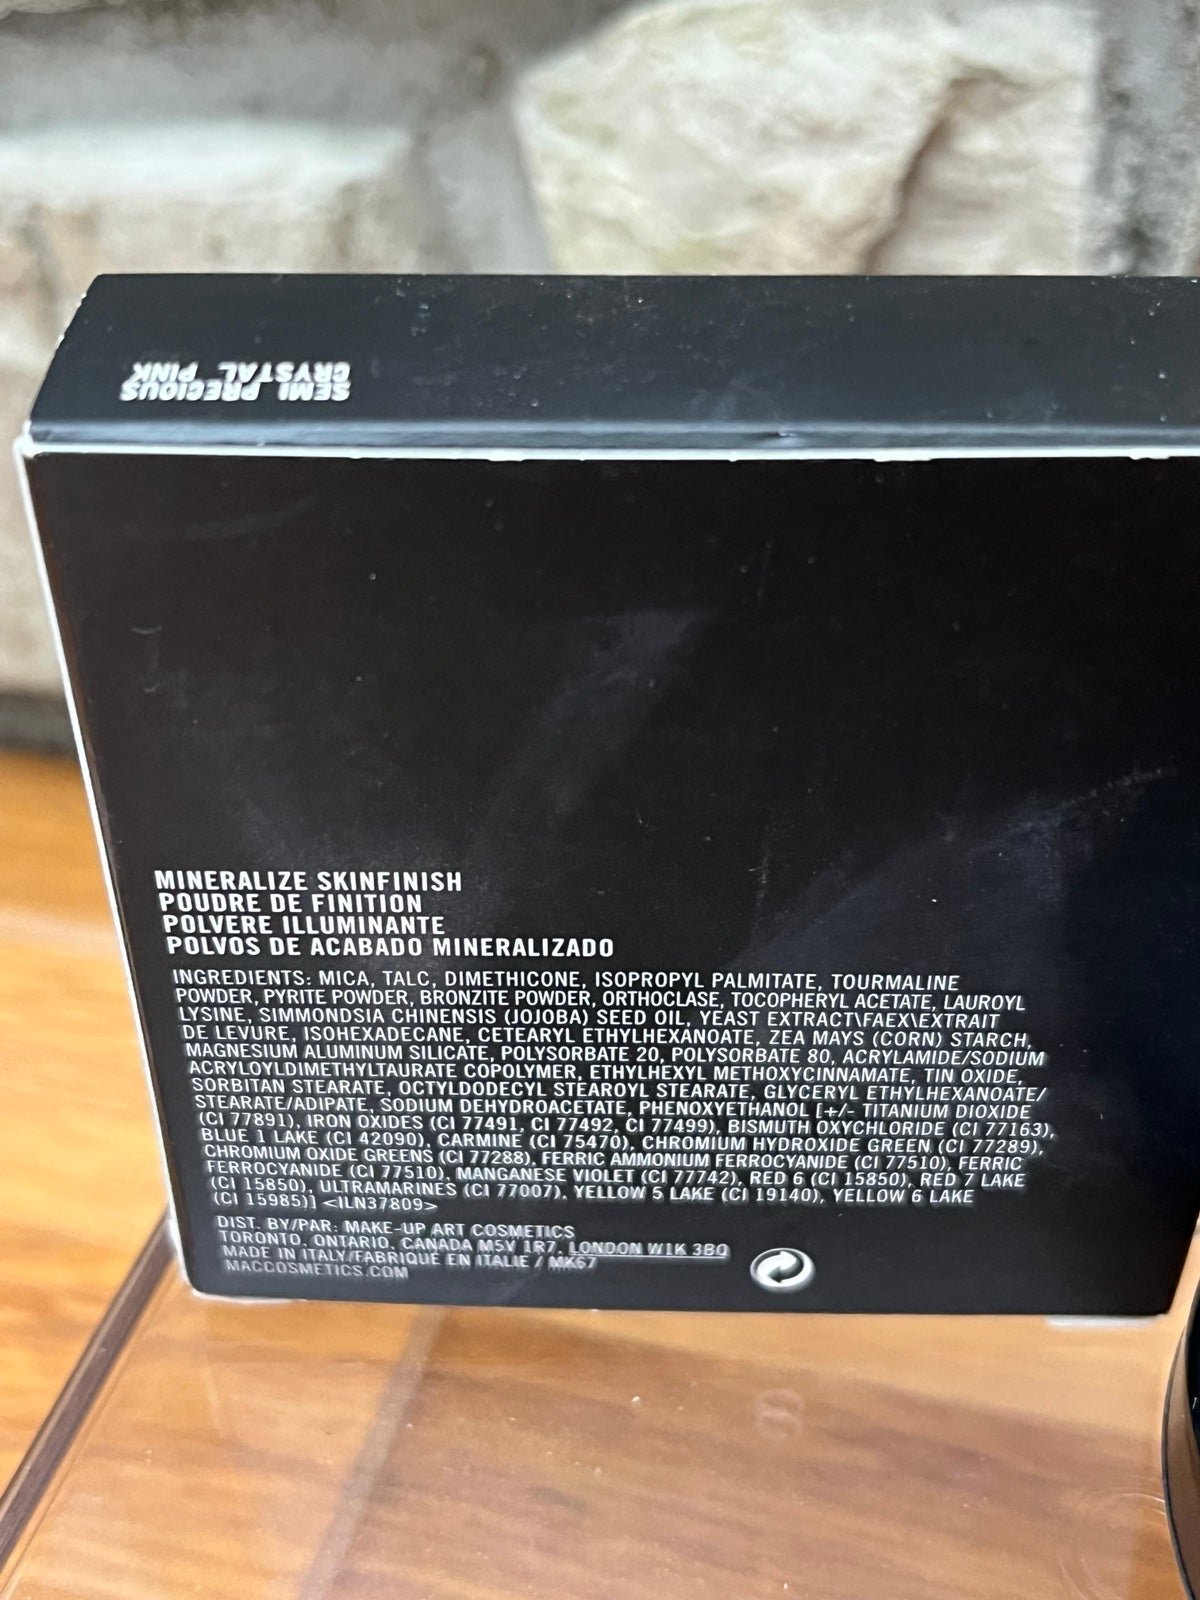 SEMI PRECIOUS
CRYSTAL PINK
MINERALIZE SKINFINISH
POUDRE DE FINITION
POLVERE ILLUMINANTE
POLVOS DE ACABADO MINERALIZADO
INGREDIENTS: MICA, TALC, DIMETHICONE, ISOPROPYL PALMITATE, TOURMALINE
POWDER, PYRITE POWDER, BRONZITE POWDER, ORTHOCLASE, TOCOPHERYL ACETATE, LAUROYL
LYSINE, SIMMONDSIA CHINENSIS (JOJOBA) SEED OIL, YEAST EXTRACT\FAEX\EXTRAIT
DE LEVURE, ISOHEXADECANE, CETEARYL ETHYLHEXANOATE, ZEA MAYS (CORN) STARCH,
MAGNESIUM ALUMINUM SILICATE, POLYSORBATE 20, POLYSORBATE 80, ACRYLAMIDE/SODIUM
ACRYLOYLDIMETHYLTAURATE COPOLYMER, ETHYLHEXYL METHOXYCINNAMATE, TIN OXIDE,
SORBITAN STEARATE, OCTYLDODECYL STEAROYL STEARATE, GLYCERYL ETHYLHEXANOATE/
STEARATE/ADIPATE, SODIUM DEHYDROACETATE, PHENOXYETHANOL [+/- TITANIUM DIOXIDE
(CI 77891), IRON OXIDES (CI 77491, CI 77492, CI 77499), BISMUTH OXYCHLORIDE (CI 77163),
BLUE 1 LAKE (CI 42090), CARMINE (CI 75470), CHROMIUM HYDROXIDE GREEN (CI 77289),
CHROMIUM OXIDE GREENS (CI 77288), FERRIC AMMONIUM FERROCYANIDE (CI 77510), FERRIC
FERROCYANIDE (CI 77510), MANGANESE VIOLET (CI 77742), RED 6 (CI 15850), RED 7 LAKE
(CI 15850), ULTRAMARINES (CI 77007), YELLOW 5 LAKE (CI 19140), YELLOW 6 LAKE
(CI 15985)] <ILN37809>
DIST. BY/PAR: MAKE-UP ART COSMETICS
TORONTO, ONTARIO, CANADA M5V 1R7, LONDON W1K 3BQ
MADE IN ITALY/FABRIQUÉ EN ITALIE / MK67
MACCOSMETICS.COM